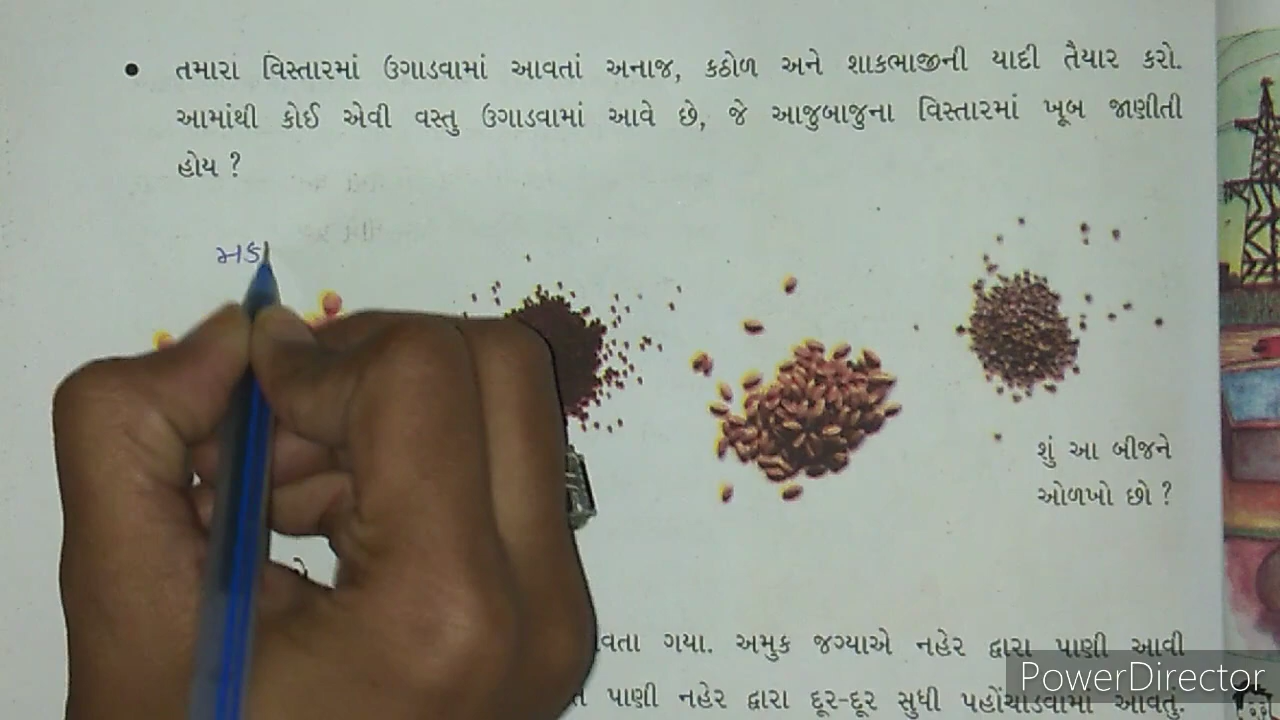 • તમારાં વિસ્તારમાં ઉગાડવામાં આવતાં અનાજ, કઠોળ અને શાકભાજીની યાદી તૈયાર કરો.
આમાંથી કોઈ એવી વસ્તુ ઉગાડવામાં આવે છે, જે આજુબાજુના વિસ્તારમાં ખૂબ જાણીતી
હોય ?
મક
શું આ બીજને
ઓળખો છો ?
ગયા. અમુક જગ્યાએ નહેર દ્વારા પાણી આવી
પાણી નહેર દ્વારા દૂર-દૂર સુધી પહોંચાડવામાં આવતું.
PowerDirector